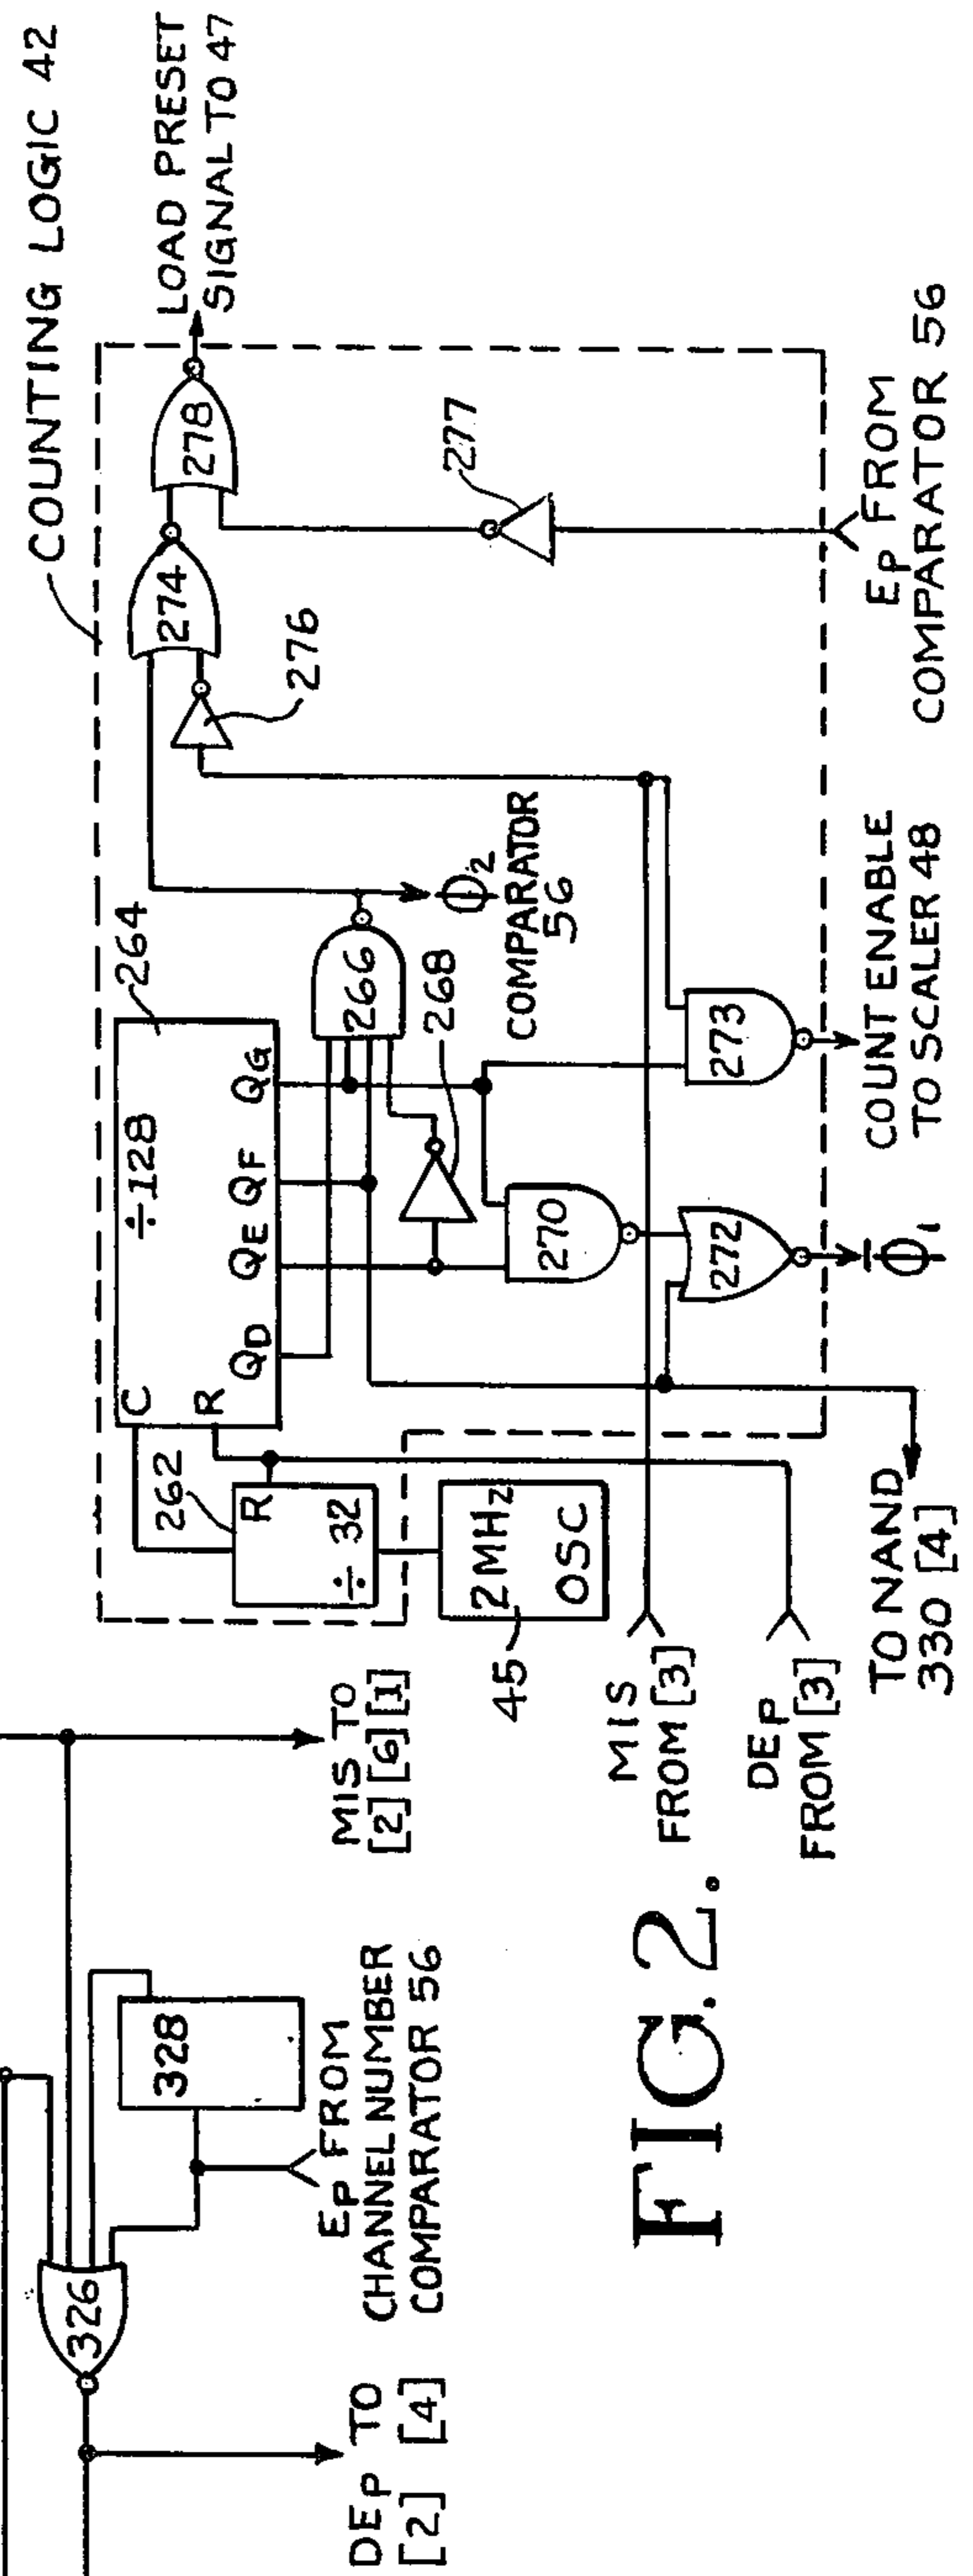 COUNTING LOGIC 42
LOAD PRESET
SIGNAL TO 47
264
÷128
C
R
QD
QE
QF
QG
262
R
÷ 32
2 MHz
OSC
45
266
268
Φ2
COMPARATOR
56
270
272
273
274
276
278
277
Φ1
COUNT ENABLE
TO SCALER 48
EP FROM
COMPARATOR 56
MIS
FROM [3]
DEP
FROM [3]
TO NAND
330 [4]
MIS TO
[2] [6] [1]
326
328
EP FROM
CHANNEL NUMBER
COMPARATOR 56
DEP TO
[2] [4]
FIG. 2.